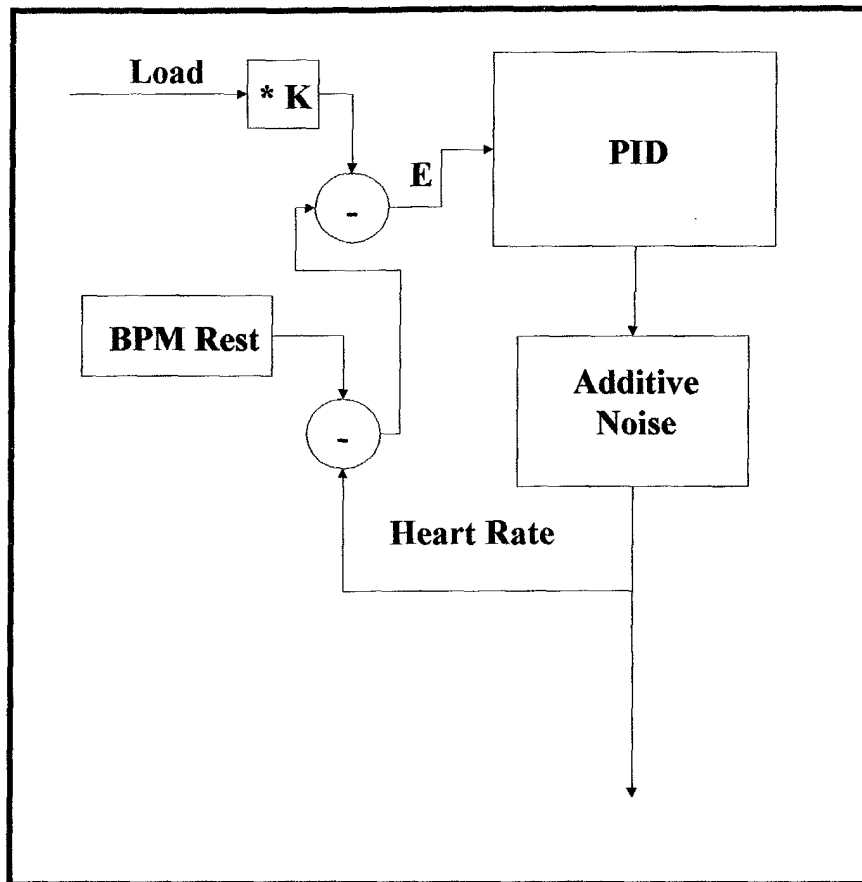 Load
* K
E
PID
-
BPM Rest
Additive
Noise
-
Heart Rate